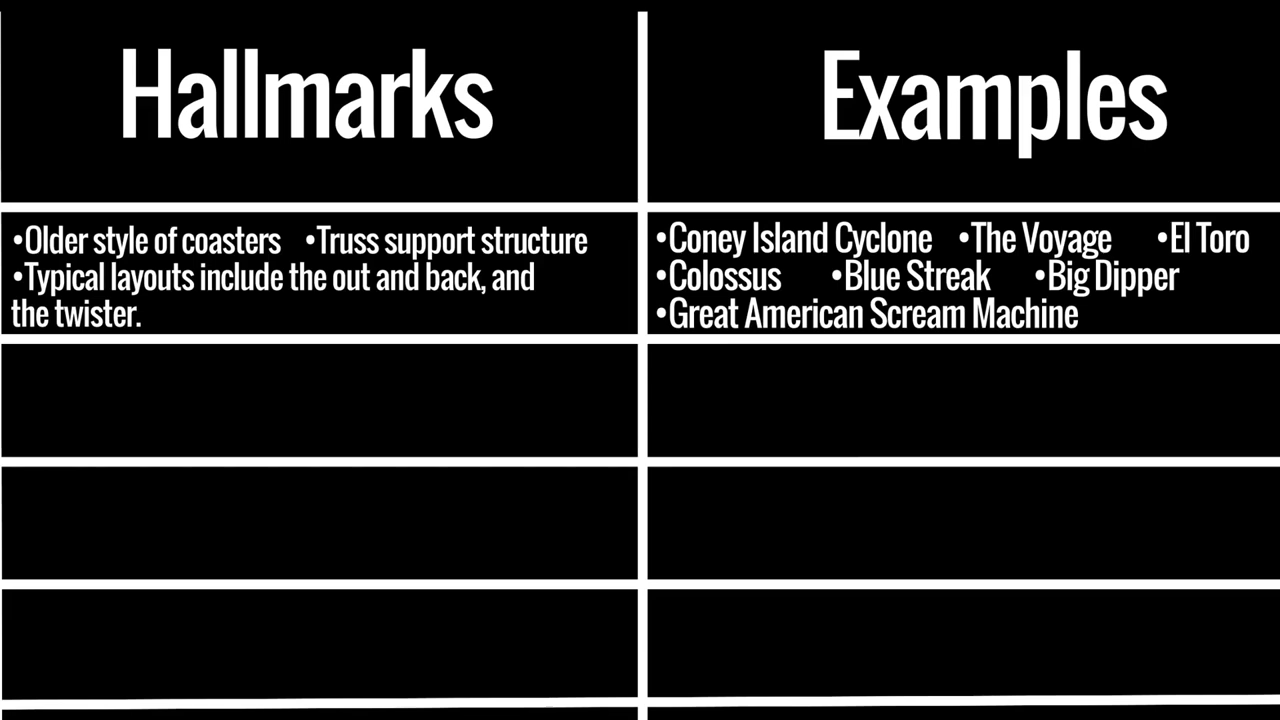 Hallmarks
Examples
•Older style of coasters •Truss support structure
•Typical layouts include the out and back, and
the twister.
•Coney Island Cyclone •The Voyage •El Toro
•Colossus •Blue Streak •Big Dipper
•Great American Scream Machine